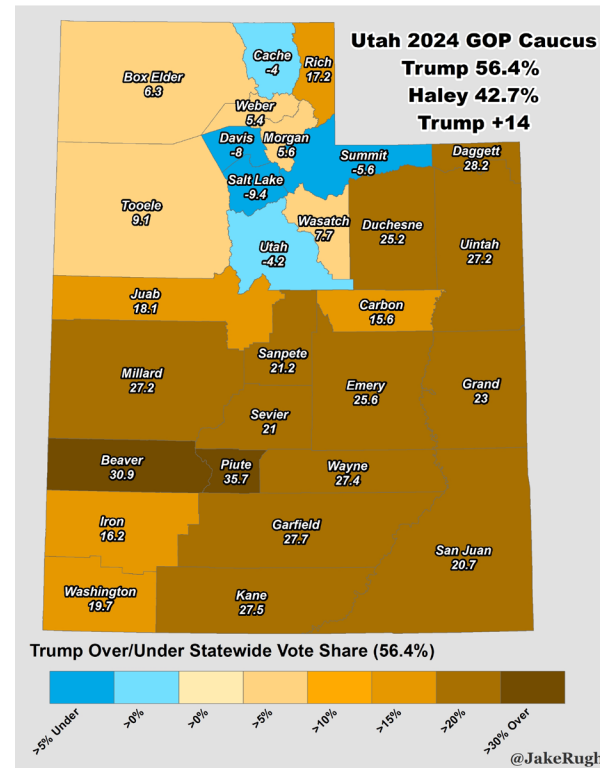 Utah 2024 GOP Caucus
Trump 56.4%
Haley 42.7%
Trump +14
Cache
-4
Rich
17.2
Box Elder
6.3
Weber
5.4
Davis
-8
Morgan
5.6
Summit
-5.6
Daggett
28.2
Salt Lake
-9.4
Tooele
9.1
Wasatch
7.7
Duchesne
25.2
Uintah
27.2
Utah
-4.2
Juab
18.1
Carbon
15.6
Sanpete
21.2
Millard
27.2
Emery
25.6
Grand
23
Sevier
21
Beaver
30.9
Piute
35.7
Wayne
27.4
Iron
16.2
Garfield
27.7
San Juan
20.7
Washington
19.7
Kane
27.5
Trump Over/Under Statewide Vote Share (56.4%)
>5% Under
>0%
>0%
>5%
>10%
>15%
>20%
>30% Over
@JakeRugh